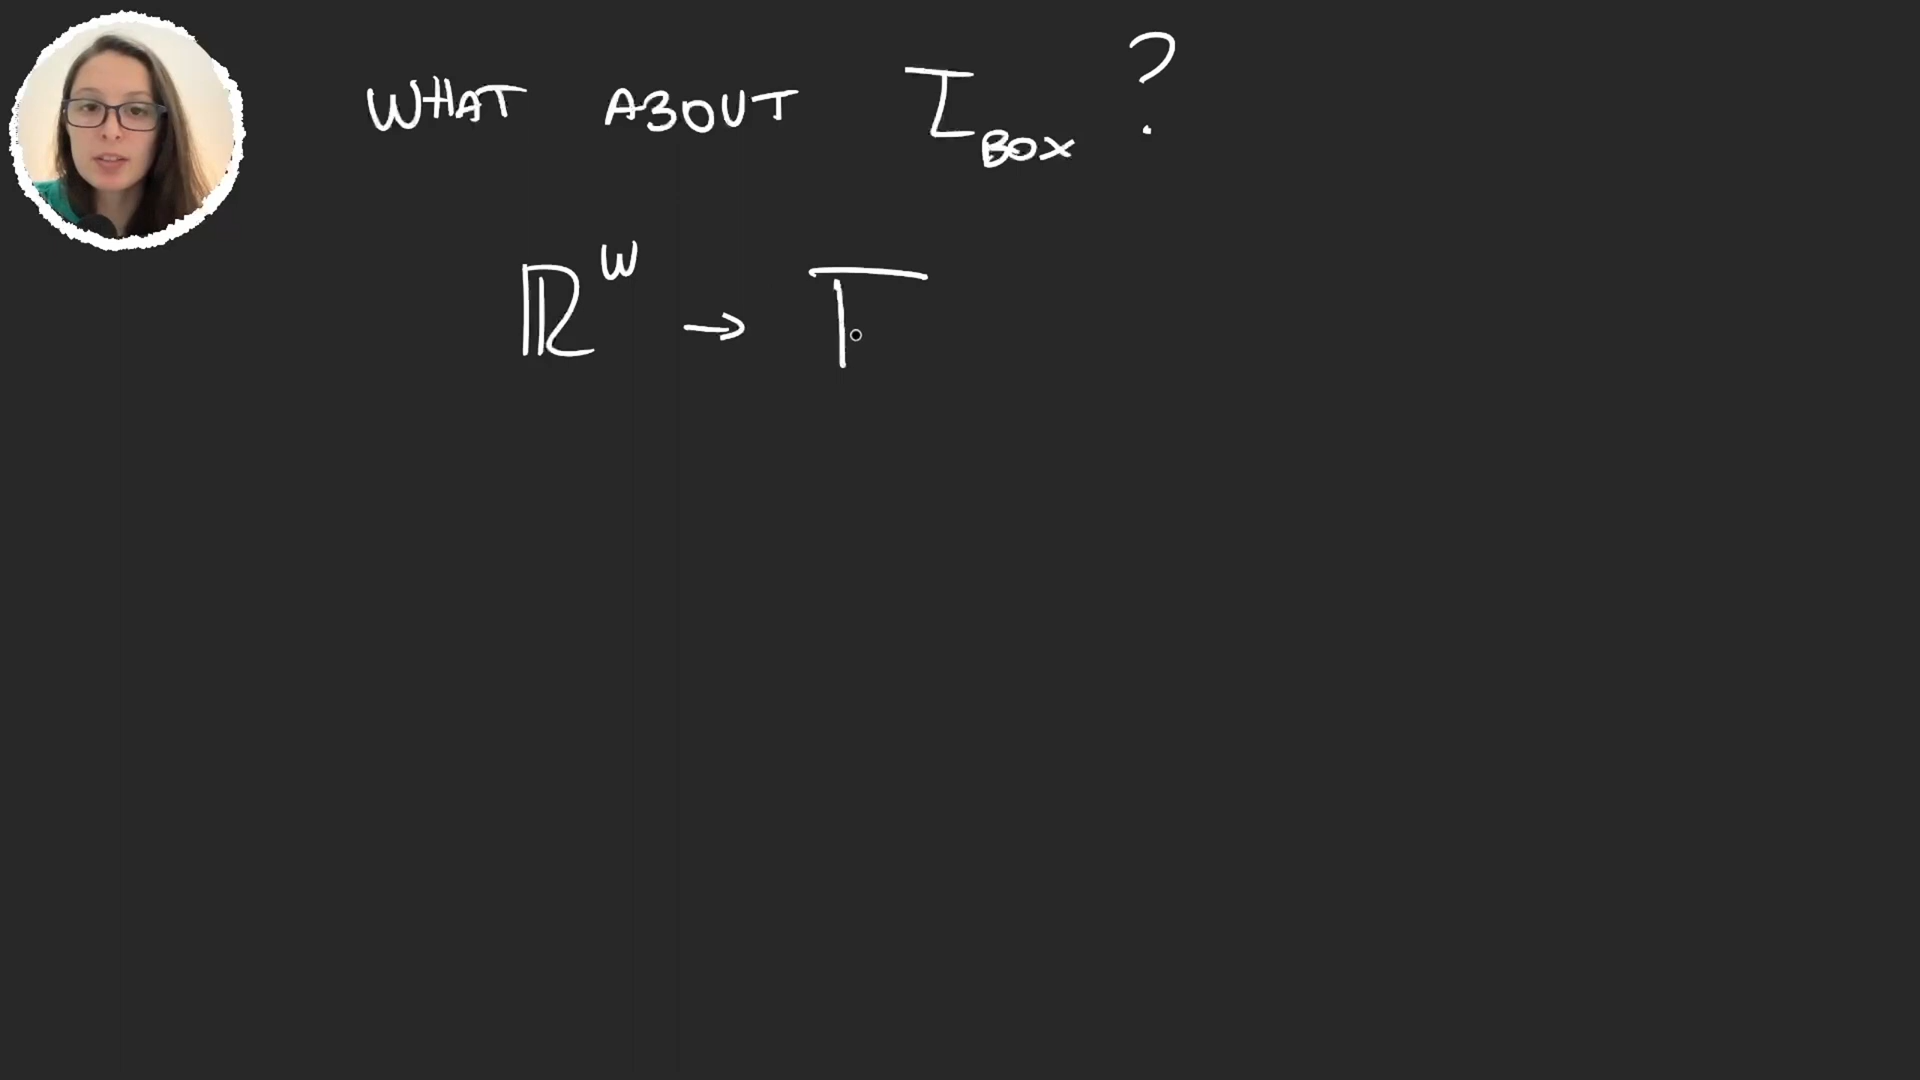 WHAT ABOUT I_BOX ?
ℝ^W → T